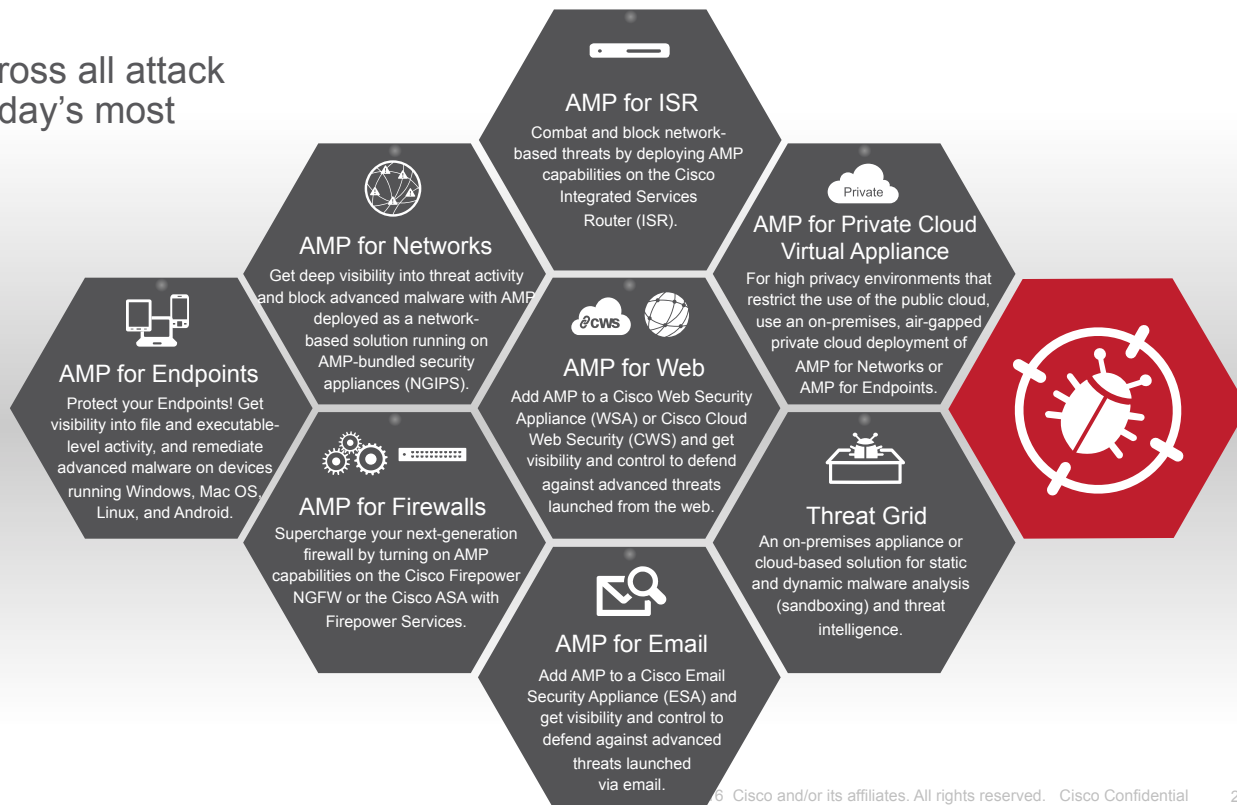 ross all attack
day's most
AMP for ISR
Combat and block network-
based threats by deploying AMP
capabilities on the Cisco
Integrated Services
Router (ISR).
AMP for Networks
Get deep visibility into threat activity
and block advanced malware with AMP
deployed as a network-
based solution running on
AMP-bundled security
appliances (NGIPS).
Private
AMP for Private Cloud
Virtual Appliance
For high privacy environments that
restrict the use of the public cloud,
use an on-premises, air-gapped
private cloud deployment of
AMP for Networks or
AMP for Endpoints.
AMP for Endpoints
Protect your Endpoints! Get
visibility into file and executable-
level activity, and remediate
advanced malware on devices
running Windows, Mac OS,
Linux, and Android.
CWS
AMP for Web
Add AMP to a Cisco Web Security
Appliance (WSA) or Cisco Cloud
Web Security (CWS) and get
visibility and control to defend
against advanced threats
launched from the web.
AMP for Firewalls
Supercharge your next-generation
firewall by turning on AMP
capabilities on the Cisco Firepower
NGFW or the Cisco ASA with
Firepower Services.
Threat Grid
An on-premises appliance or
cloud-based solution for static
and dynamic malware analysis
(sandboxing) and threat
intelligence.
AMP for Email
Add AMP to a Cisco Email
Security Appliance (ESA) and
get visibility and control to
defend against advanced
threats launched
via email.
6 Cisco and/or its affiliates. All rights reserved. Cisco Confidential 2